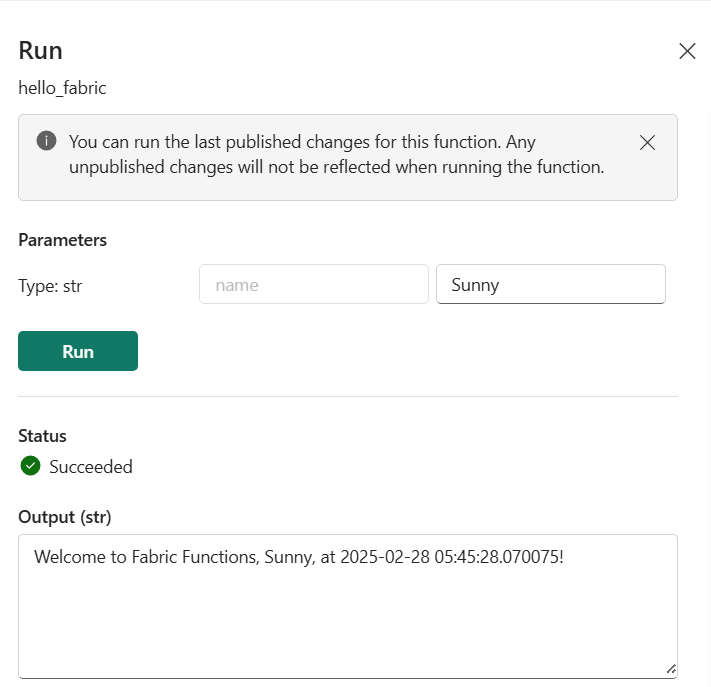 Run
hello_fabric
You can run the last published changes for this function. Any
unpublished changes will not be reflected when running the function.
Parameters
Type: str name Sunny
Run
Status
Succeeded
Output (str)
Welcome to Fabric Functions, Sunny, at 2025-02-28 05:45:28.070075!